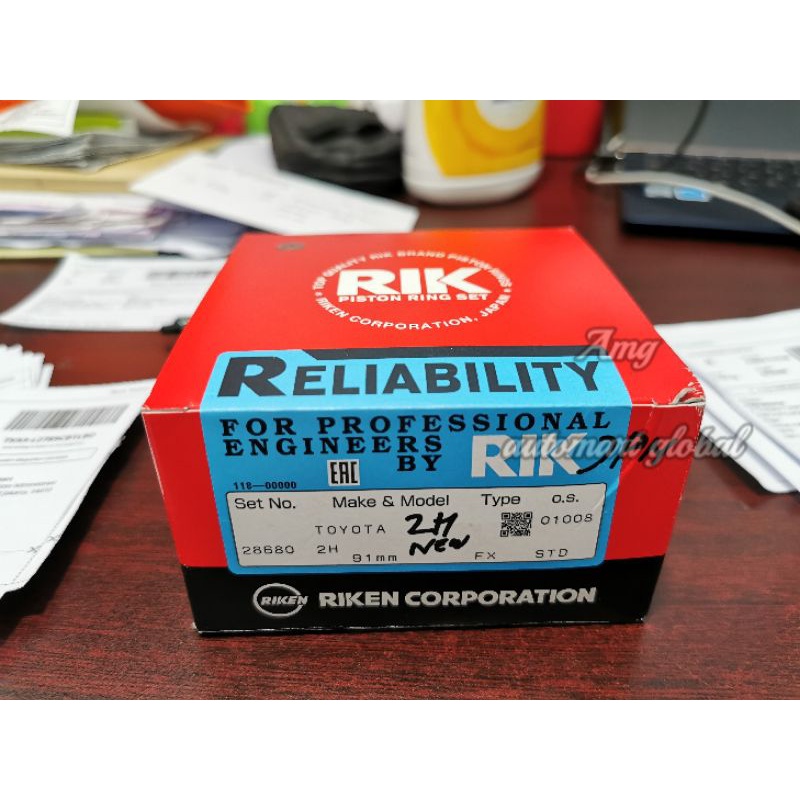 TOP QUALITY RIK BRAND PISTON RINGS
RIK
PISTON RING SET
RIKEN CORPORATION, JAPAN
Amg
RELIABILITY
FOR PROFESSIONAL
ENGINEERS
BY RIK
automart global
118-00000
EAC
Set No. Make & Model Type O.S.
TOYOTA 2H 01008
28680 2H NEW
91mm FX STD
RIKEN RIKEN CORPORATION